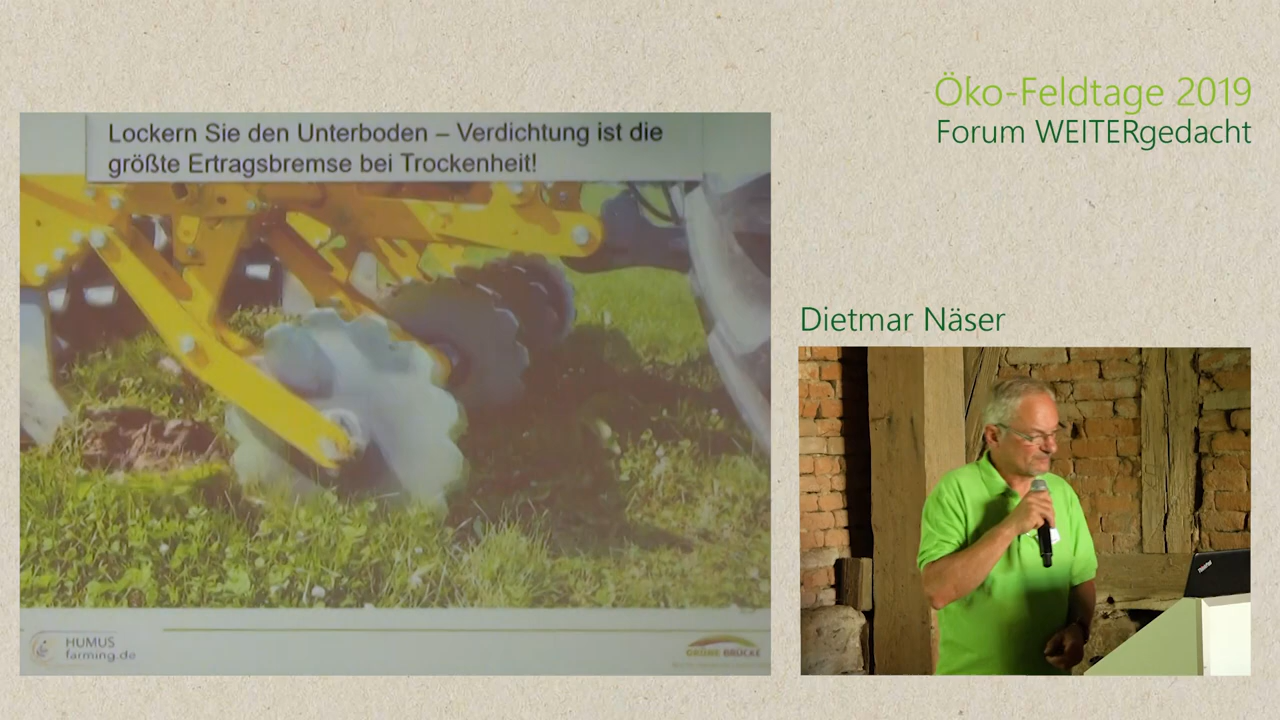 Öko-Feldtage 2019
Forum WEITERgedacht
Lockern Sie den Unterboden – Verdichtung ist die
größte Ertragsbremse bei Trockenheit!
Dietmar Näser
ThinkPad
HUMUS
farming.de
GRÜNE BRÜCKE